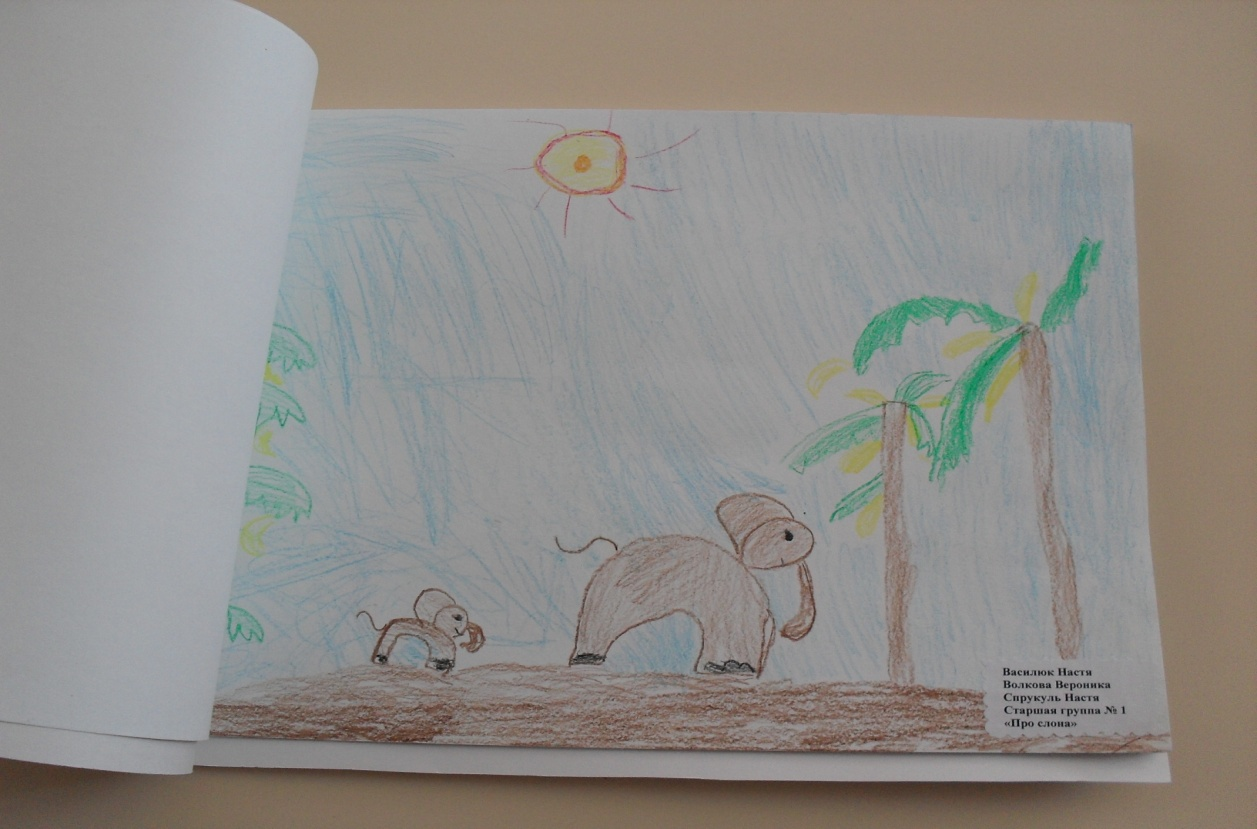 Василюк Настя
Волкова Вероника
Спрукуль Настя
Старшая группа № 1
«Про слона»